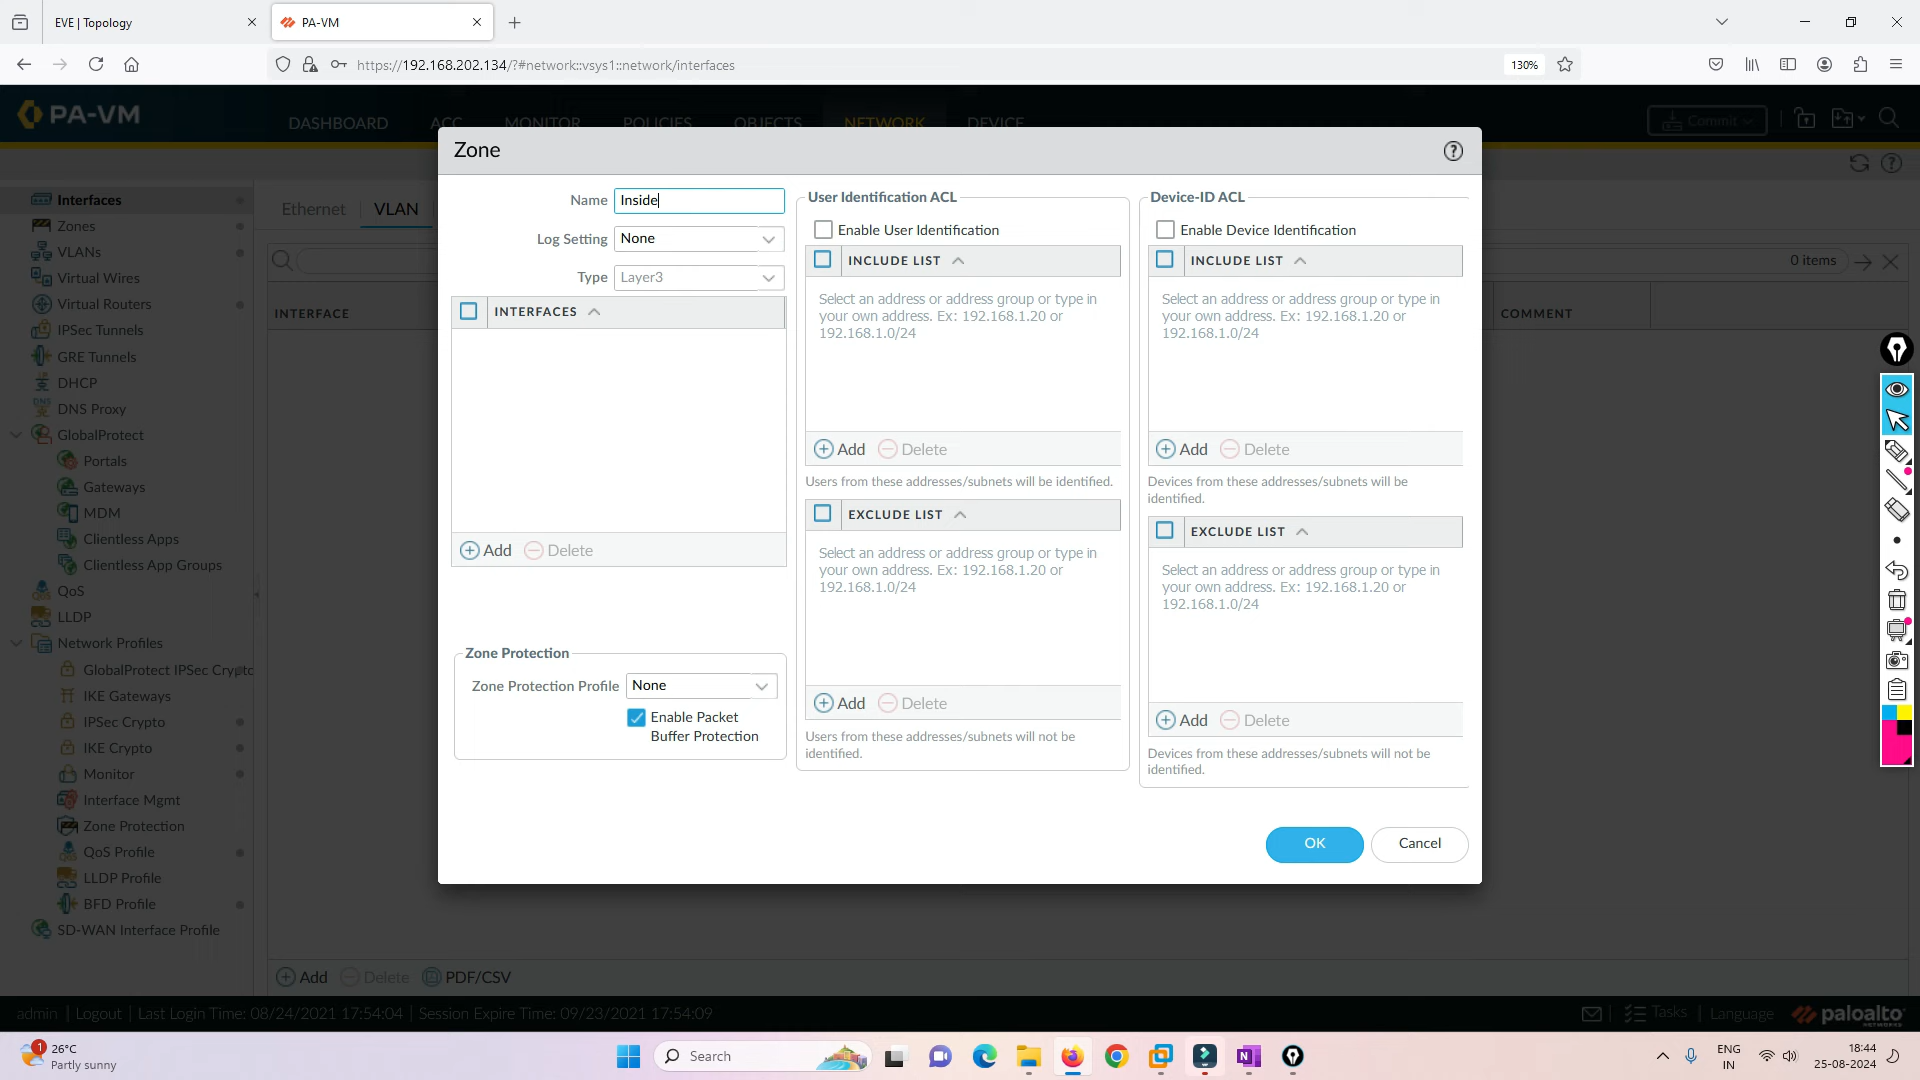 EVE | Topology
PA-VM
https://192.168.202.134/?#network::vsys1::network/interfaces
130%
PA-VM
DASHBOARD
ACC
MONITOR
POLICIES
OBJECTS
NETWORK
DEVICE
Commit
Zone
Interfaces
Zones
VLANs
Virtual Wires
Virtual Routers
IPSec Tunnels
GRE Tunnels
DHCP
DNS Proxy
GlobalProtect
Portals
Gateways
MDM
Clientless Apps
Clientless App Groups
QoS
LLDP
Network Profiles
GlobalProtect IPSec Crypto
IKE Gateways
IPSec Crypto
IKE Crypto
Monitor
Interface Mgmt
Zone Protection
QoS Profile
LLDP Profile
BFD Profile
SD-WAN Interface Profile
Ethernet
VLAN
0 items
INTERFACE
COMMENT
Name Inside
Log Setting None
Type Layer3
INTERFACES
Add Delete
Zone Protection
Zone Protection Profile None
Enable Packet
Buffer Protection
User Identification ACL
Enable User Identification
INCLUDE LIST
Select an address or address group or type in
your own address. Ex: 192.168.1.20 or
192.168.1.0/24
Add Delete
Users from these addresses/subnets will be identified.
EXCLUDE LIST
Select an address or address group or type in
your own address. Ex: 192.168.1.20 or
192.168.1.0/24
Add Delete
Users from these addresses/subnets will not be
identified.
Device-ID ACL
Enable Device Identification
INCLUDE LIST
Select an address or address group or type in
your own address. Ex: 192.168.1.20 or
192.168.1.0/24
Add Delete
Devices from these addresses/subnets will be
identified.
EXCLUDE LIST
Select an address or address group or type in
your own address. Ex: 192.168.1.20 or
192.168.1.0/24
Add Delete
Devices from these addresses/subnets will not be
identified.
OK
Cancel
Add Delete PDF/CSV
admin | Logout | Last Login Time: 08/24/2021 17:54:04 | Session Expire Time: 09/23/2021 17:54:09
Tasks | Language
paloalto
NETWORKS
1
26°C
Partly sunny
Search
ENG
IN
18:44
25-08-2024